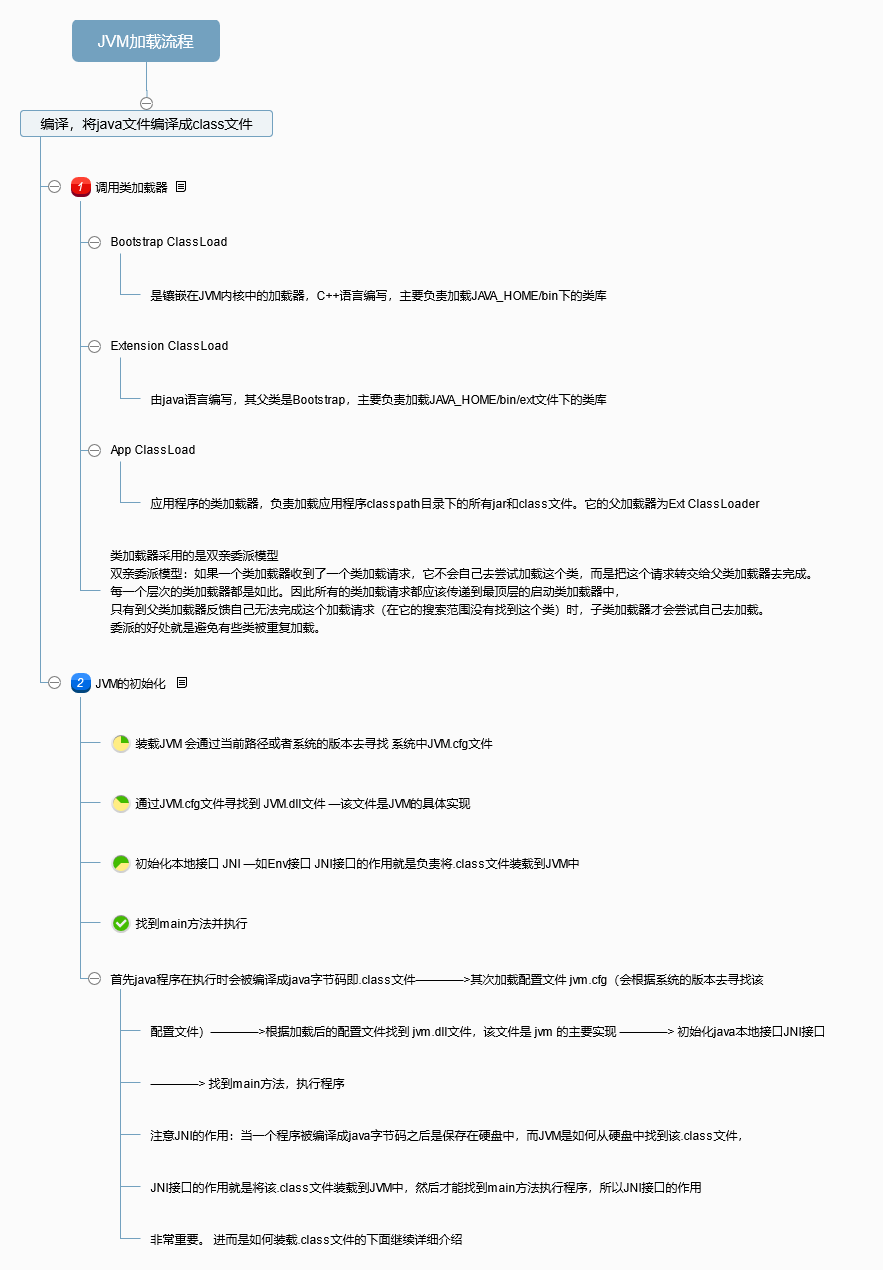 JVM加载流程
编译，将java文件编译成class文件
1 调用类加载器
Bootstrap ClassLoad
是镶嵌在JVM内核中的加载器，C++语言编写，主要负责加载JAVA_HOME/bin下的类库
Extension ClassLoad
由java语言编写，其父类是Bootstrap，主要负责加载JAVA_HOME/bin/ext文件下的类库
App ClassLoad
应用程序的类加载器，负责加载应用程序classpath目录下的所有jar和class文件。它的父加载器为Ext ClassLoader
类加载器采用的是双亲委派模型
双亲委派模型：如果一个类加载器收到了一个类加载请求，它不会自己去尝试加载这个类，而是把这个请求转交给父类加载器去完成。
每一个层次的类加载器都是如此。因此所有的类加载请求都应该传递到最顶层的启动类加载器中，
只有到父类加载器反馈自己无法完成这个加载请求（在它的搜索范围没有找到这个类）时，子类加载器才会尝试自己去加载。
委派的好处就是避免有些类被重复加载。
2 JVM的初始化
装载JVM 会通过当前路径或者系统的版本去寻找 系统中JVM.cfg文件
通过JVM.cfg文件寻找到 JVM.dll文件 —该文件是JVM的具体实现
初始化本地接口 JNI —如Env接口 JNI接口的作用就是负责将.class文件装载到JVM中
找到main方法并执行
首先java程序在执行时会被编译成java字节码即.class文件————>其次加载配置文件 jvm.cfg（会根据系统的版本去寻找该
配置文件）————>根据加载后的配置文件找到 jvm.dll文件，该文件是 jvm 的主要实现 ————> 初始化java本地接口JNI接口
————> 找到main方法，执行程序
注意JNI的作用：当一个程序被编译成java字节码之后是保存在硬盘中，而JVM是如何从硬盘中找到该.class文件，
JNI接口的作用就是将该.class文件装载到JVM中，然后才能找到main方法执行程序，所以JNI接口的作用
非常重要。 进而是如何装载.class文件的下面继续详细介绍